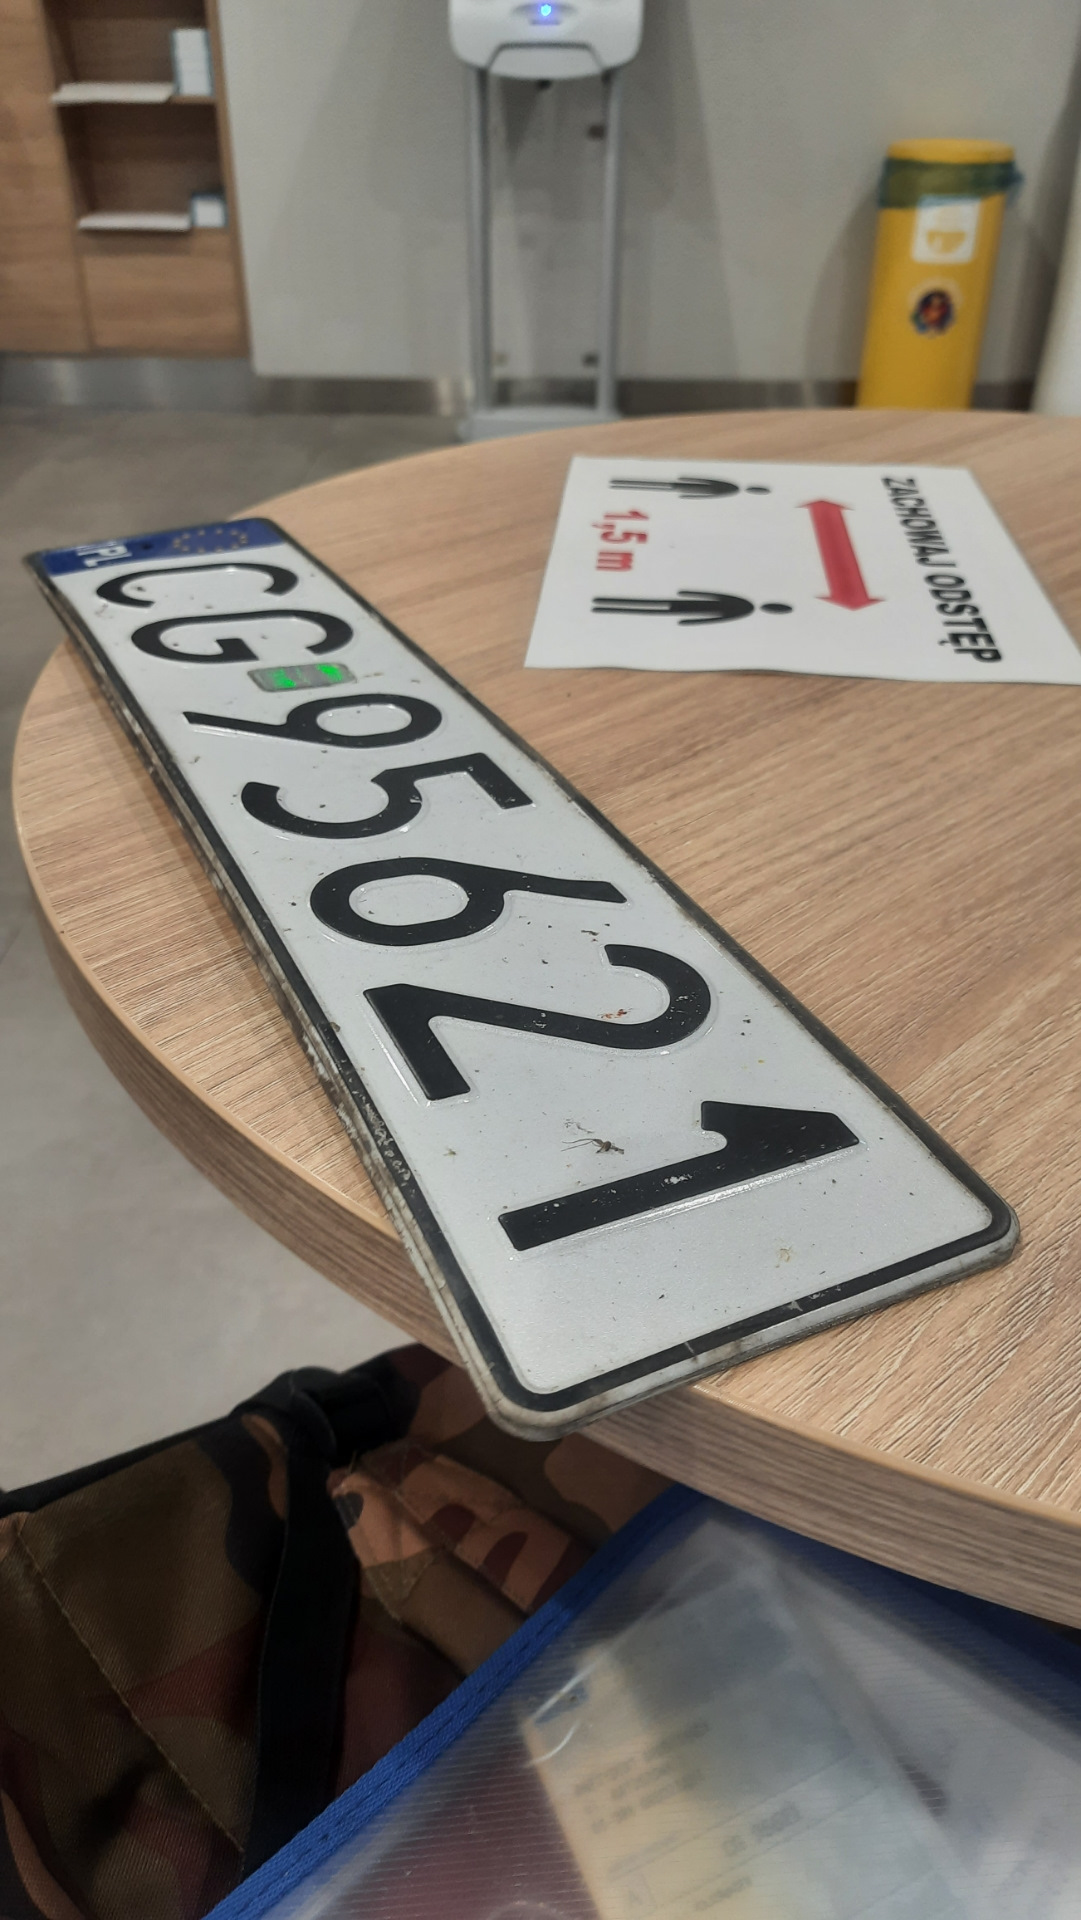 PL
CG 95621
ZACHOWAJ ODSTĘP
1,5 m